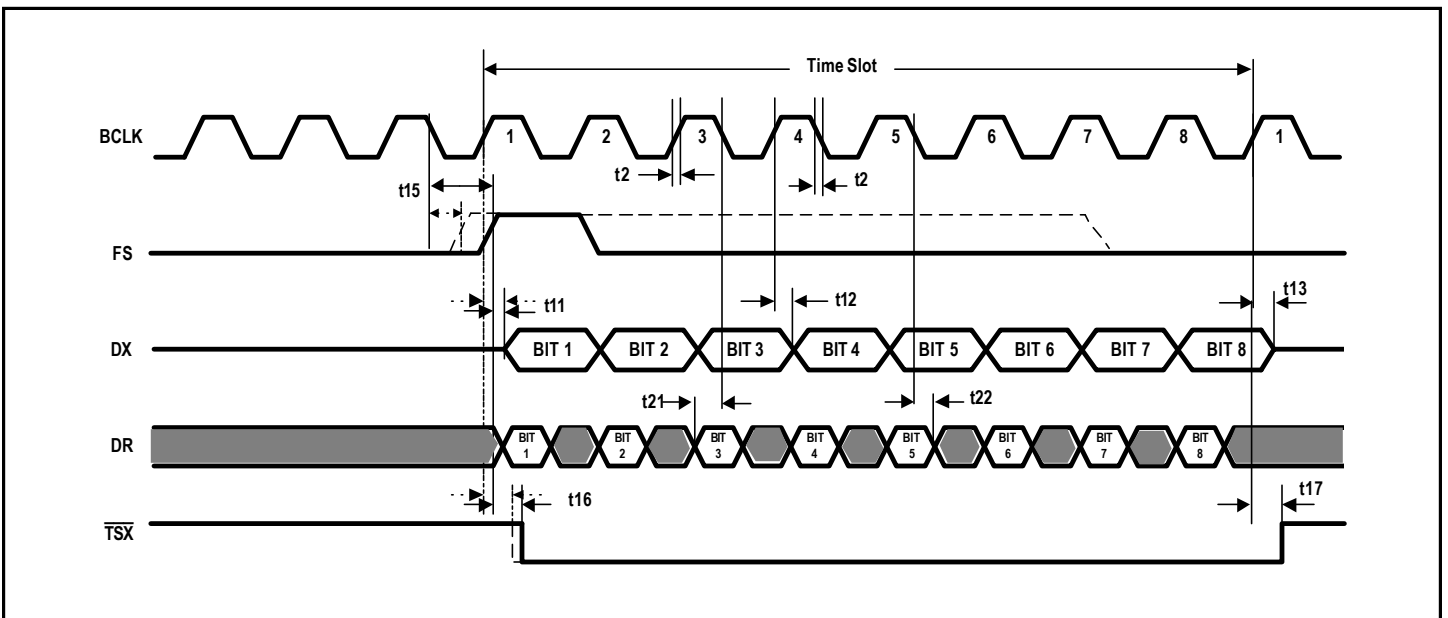 Time Slot
BCLK 1 2 3 4 5 6 7 8 1
t2 t2
t15
FS
t11 t12 t13
DX BIT 1 BIT 2 BIT 3 BIT 4 BIT 5 BIT 6 BIT 7 BIT 8
t21 t22
DR BIT 1 BIT 2 BIT 3 BIT 4 BIT 5 BIT 6 BIT 7 BIT 8
t16 t17
TSX